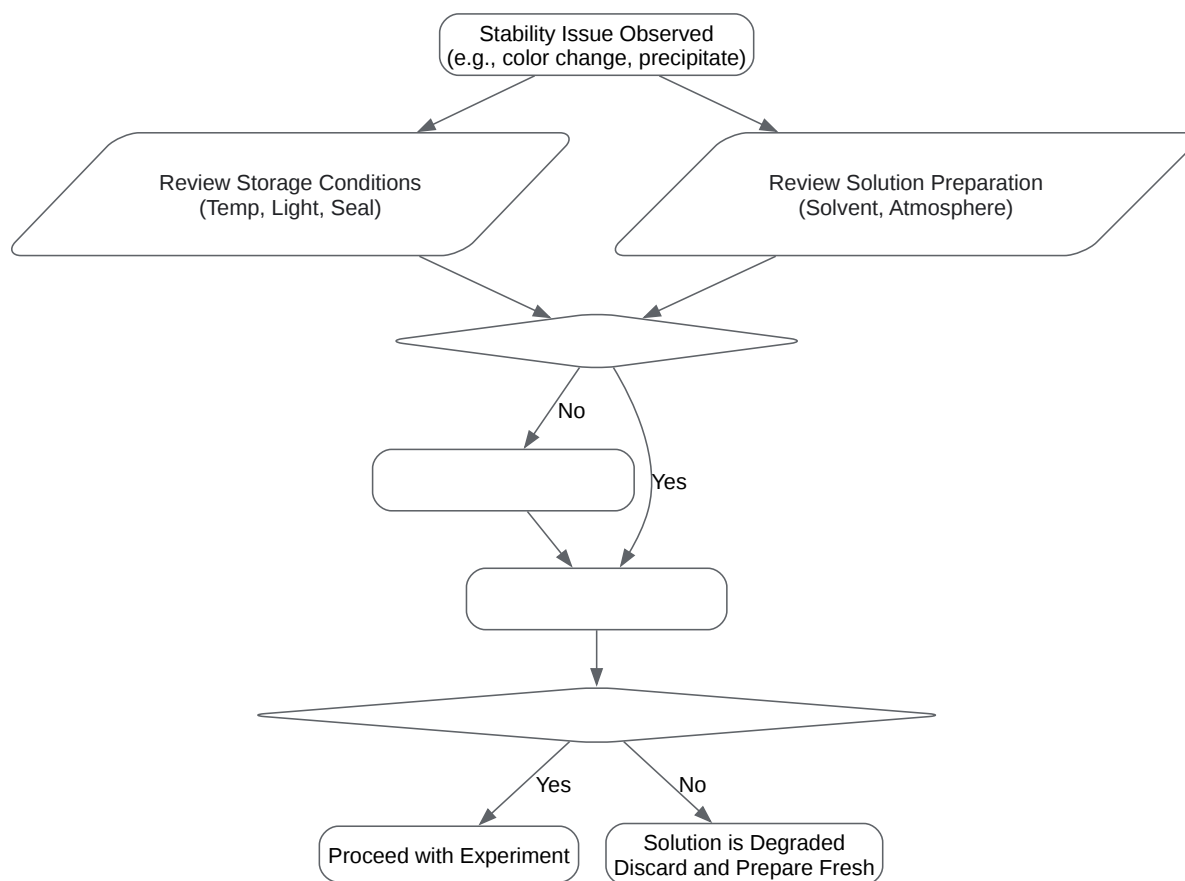 Stability Issue Observed
(e.g., color change, precipitate)
Review Storage Conditions
(Temp, Light, Seal)
Review Solution Preparation
(Solvent, Atmosphere)
No
Yes
Yes
No
Proceed with Experiment
Solution is Degraded
Discard and Prepare Fresh